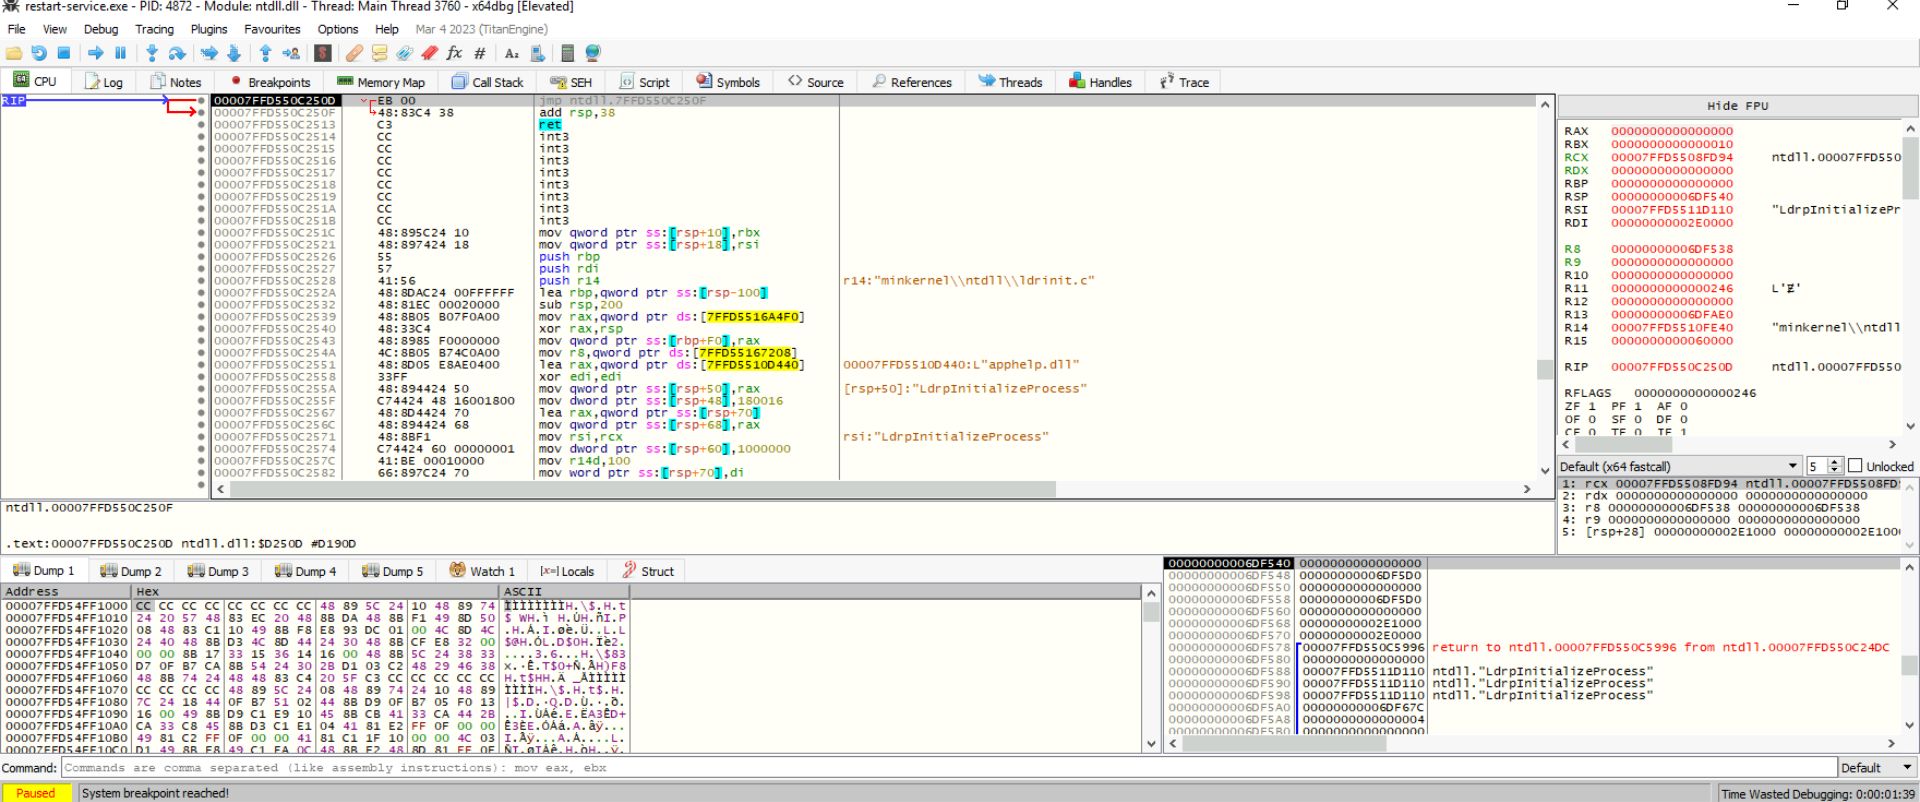 restart-service.exe - PID: 4872 - Module: ntdll.dll - Thread: Main Thread 3760 - x64dbg [Elevated]
File View Debug Tracing Plugins Favourites Options Help Mar 4 2023 (TitanEngine)
CPU Log Notes Breakpoints Memory Map Call Stack SEH Script Symbols Source References Threads Handles Trace
RIP 00007FFD550C250D EB 00 jmp ntdll.7FFD550C250F
00007FFD550C250F 48:83C4 38 add rsp,38
00007FFD550C2513 C3 ret
00007FFD550C2514 CC int3
00007FFD550C2515 CC int3
00007FFD550C2516 CC int3
00007FFD550C2517 CC int3
00007FFD550C2518 CC int3
00007FFD550C2519 CC int3
00007FFD550C251A CC int3
00007FFD550C251B CC int3
00007FFD550C251C 48:895C24 10 mov qword ptr ss:[rsp+10],rbx
00007FFD550C2521 48:897424 18 mov qword ptr ss:[rsp+18],rsi
00007FFD550C2526 55 push rbp
00007FFD550C2527 57 push rdi
00007FFD550C2528 41:56 push r14 r14:"minkernel\\ntdll\\ldrinit.c"
00007FFD550C252A 48:8DAC24 00FFFFFF lea rbp,qword ptr ss:[rsp-100]
00007FFD550C2532 48:81EC 00020000 sub rsp,200
00007FFD550C2539 48:8B05 B07F0A00 mov rax,qword ptr ds:[7FFD5516A4F0]
00007FFD550C2540 48:33C4 xor rax,rsp
00007FFD550C2543 48:8985 F0000000 mov qword ptr ss:[rbp+F0],rax
00007FFD550C254A 4C:8B05 B74C0A00 mov r8,qword ptr ds:[7FFD55167208]
00007FFD550C2551 48:8D05 E8AE0400 lea rax,qword ptr ds:[7FFD5510D440] 00007FFD5510D440:L"apphelp.dll"
00007FFD550C2558 33FF xor edi,edi
00007FFD550C255A 48:894424 50 mov qword ptr ss:[rsp+50],rax [rsp+50]:"LdrpInitializeProcess"
00007FFD550C255F C74424 48 16001800 mov dword ptr ss:[rsp+48],180016
00007FFD550C2567 48:8D4424 70 lea rax,qword ptr ss:[rsp+70]
00007FFD550C256C 48:894424 68 mov qword ptr ss:[rsp+68],rax
00007FFD550C2571 48:8BF1 mov rsi,rcx rsi:"LdrpInitializeProcess"
00007FFD550C2574 C74424 60 00000001 mov dword ptr ss:[rsp+60],1000000
00007FFD550C257C 41:BE 00010000 mov r14d,100
00007FFD550C2582 66:897C24 70 mov word ptr ss:[rsp+70],di
Hide FPU
RAX 0000000000000000
RBX 0000000000000010
RCX 00007FFD5508FD94 ntdll.00007FFD550
RDX 0000000000000000
RBP 0000000000000000
RSP 00000000006DF540
RSI 00007FFD5511D110 "LdrpInitializePr
RDI 00000000002E0000
R8 00000000006DF538
R9 0000000000000000
R10 0000000000000000
R11 0000000000000246 L'Ɇ'
R12 0000000000000000
R13 00000000006DFAE0
R14 00007FFD5510FE40 "minkernel\\ntdll
R15 0000000000060000
RIP 00007FFD550C250D ntdll.00007FFD550
RFLAGS 0000000000000246
ZF 1 PF 1 AF 0
OF 0 SF 0 DF 0
CF 0 TF 0 IF 1
Default (x64 fastcall) 5 Unlocked
1: rcx 00007FFD5508FD94 ntdll.00007FFD5508FD9
2: rdx 0000000000000000 0000000000000000
3: r8 00000000006DF538 00000000006DF538
4: r9 0000000000000000 0000000000000000
5: [rsp+28] 00000000002E1000 00000000002E1000
ntdll.00007FFD550C250F
.text:00007FFD550C250D ntdll.dll:$D250D #D190D
Dump 1 Dump 2 Dump 3 Dump 4 Dump 5 Watch 1 [x=] Locals Struct
Address Hex ASCII
00007FFD54FF1000 CC CC CC CC CC CC CC CC 48 89 5C 24 10 48 89 74 ÌÌÌÌÌÌÌÌH.\$.H.t
00007FFD54FF1010 24 20 57 48 83 EC 20 48 8B DA 48 8B F1 49 8D 50 $ WH.ì H.ÚH.ñI.P
00007FFD54FF1020 08 48 83 C1 10 49 8B F8 E8 93 DC 01 00 4C 8D 4C .H.Á.I.øè.Ü..L.L
00007FFD54FF1030 24 40 48 8B D3 4C 8D 44 24 30 48 8B CF E8 32 00 $@H.ÓL.D$0H.Ïè2.
00007FFD54FF1040 00 00 8B 17 33 15 36 14 16 00 48 8B 5C 24 38 33 ....3.6...H.\$83
00007FFD54FF1050 D7 0F B7 CA 8B 54 24 30 2B D1 03 C2 48 29 46 38 x.·Ê.T$0+Ñ.ÂH)F8
00007FFD54FF1060 48 8B 74 24 48 48 83 C4 20 5F C3 CC CC CC CC CC H.t$HH.Ä _ÃÌÌÌÌÌ
00007FFD54FF1070 CC CC CC CC 48 89 5C 24 08 48 89 74 24 10 48 89 ÌÌÌÌH.\$.H.t$.H.
00007FFD54FF1080 7C 24 18 44 0F B7 51 02 44 8B D9 0F B7 05 F0 13 |$.D.·Q.D.Ù.·.ð.
00007FFD54FF1090 16 00 49 8B D9 C1 E9 10 45 8B CB 41 33 CA 44 2B ..I.ÙÁé.E.ËA3ÊD+
00007FFD54FF10A0 CA 33 C8 45 8B D3 C1 E1 04 41 81 E2 FF 0F 00 00 Ê3ÈE.ÓÁá.A.âÿ...
00007FFD54FF10B0 49 81 C2 FF 0F 00 00 41 81 C1 1F 10 00 00 4C 03 I.Âÿ...A.Á....L.
00007FFD54FF10C0 D1 49 8B E8 49 C1 EA 0C 48 8B F2 48 8D 81 FF 0F ÑI.èIÁê.H.òH..ÿ.
00000000006DF540 0000000000000000
00000000006DF548 00000000006DF5D0
00000000006DF550 0000000000000000
00000000006DF558 00000000006DF5D0
00000000006DF560 0000000000000000
00000000006DF568 00000000002E1000
00000000006DF570 00000000002E0000
00000000006DF578 00007FFD550C5996 return to ntdll.00007FFD550C5996 from ntdll.00007FFD550C24DC
00000000006DF580 0000000000000000
00000000006DF588 00007FFD5511D110 ntdll."LdrpInitializeProcess"
00000000006DF590 00007FFD5511D110 ntdll."LdrpInitializeProcess"
00000000006DF598 00007FFD5511D110 ntdll."LdrpInitializeProcess"
00000000006DF5A0 00000000006DF67C
00000000006DF5A8 0000000000000004
00000000006DF5B0 0000000000000000
Command: Commands are comma separated (like assembly instructions): mov eax, ebx Default
Paused System breakpoint reached! Time Wasted Debugging: 0:00:01:39